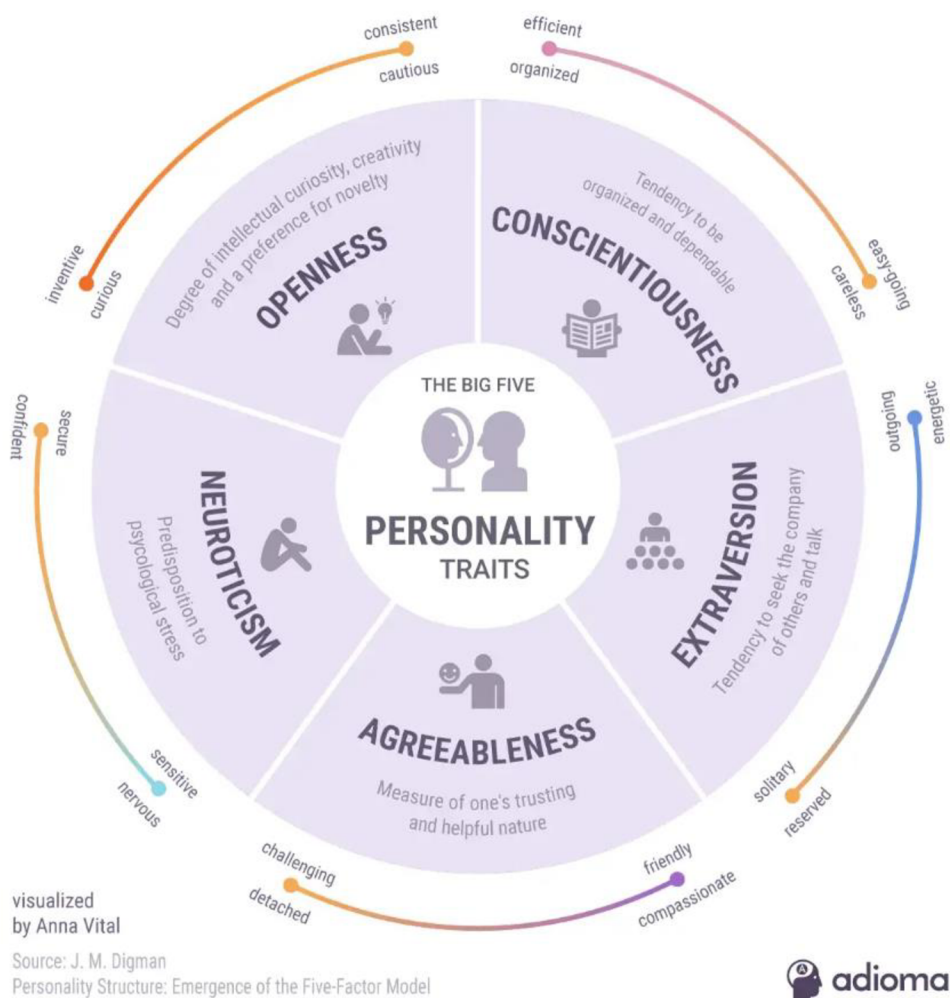 THE BIG FIVE
PERSONALITY
TRAITS
consistent
cautious
inventive
curious
Degree of intellectual curiosity, creativity
and a preference for novelty
OPENNESS
efficient
organized
easy-going
careless
Tendency to be
organized and dependable
CONSCIENTIOUSNESS
energetic
outgoing
solitary
reserved
EXTRAVERSION
Tendency to seek the company
of others and talk
AGREEABLENESS
Measure of one's trusting
and helpful nature
challenging
detached
friendly
compassionate
secure
confident
sensitive
nervous
NEUROTICISM
Predisposition to
psycological stress
visualized
by Anna Vital
Source: J. M. Digman
Personality Structure: Emergence of the Five-Factor Model
adioma